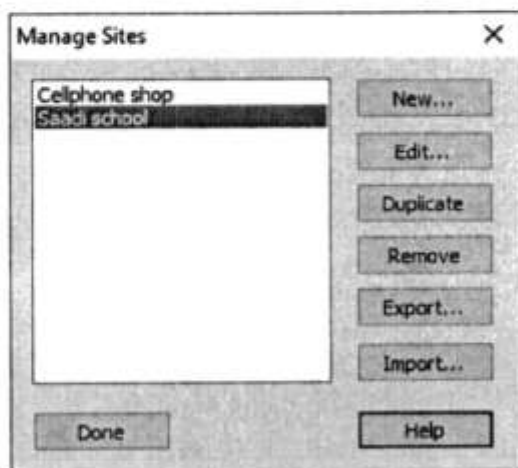 Manage Sites
Cellphone shop
Saadi school
New...
Edit...
Duplicate
Remove
Export...
Import...
Done
Help